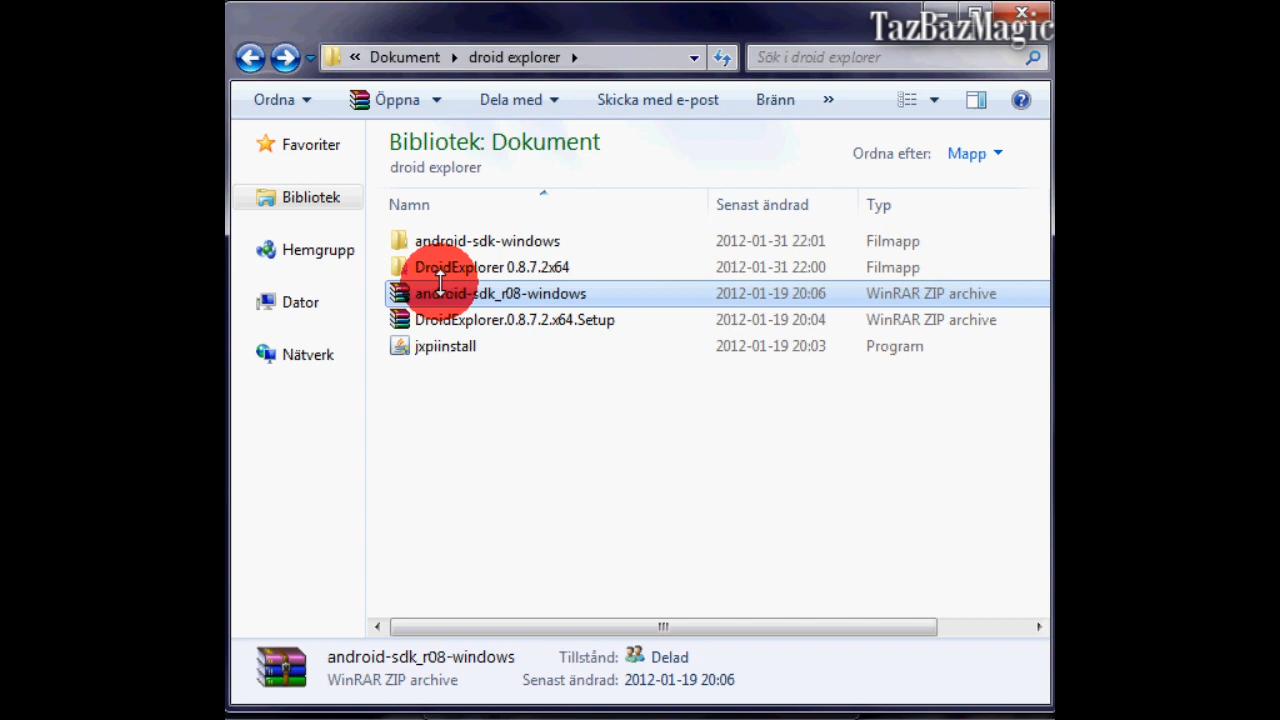 TazBazMagic
« Dokument droid explorer
Sök i droid explorer
Ordna Öppna Dela med Skicka med e-post Bränn »
Favoriter
Bibliotek
Hemgrupp
Dator
Nätverk
Bibliotek: Dokument
droid explorer
Ordna efter: Mapp
Namn Senast ändrad Typ
android-sdk-windows 2012-01-31 22:01 Filmapp
DroidExplorer 0.8.7.2x64 2012-01-31 22:00 Filmapp
android-sdk_r08-windows 2012-01-19 20:06 WinRAR ZIP archive
DroidExplorer.0.8.7.2.x64.Setup 2012-01-19 20:04 WinRAR ZIP archive
jxpiinstall 2012-01-19 20:03 Program
android-sdk_r08-windows Tillstånd: Delad
WinRAR ZIP archive Senast ändrad: 2012-01-19 20:06